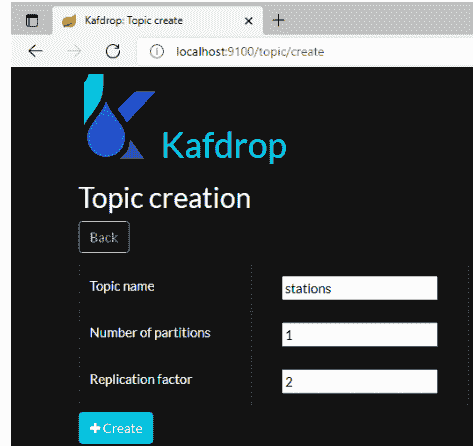 Kafdrop: Topic create
localhost:9100/topic/create
Kafdrop
Topic creation
Back
Topic name
stations
Number of partitions
1
Replication factor
2
Create